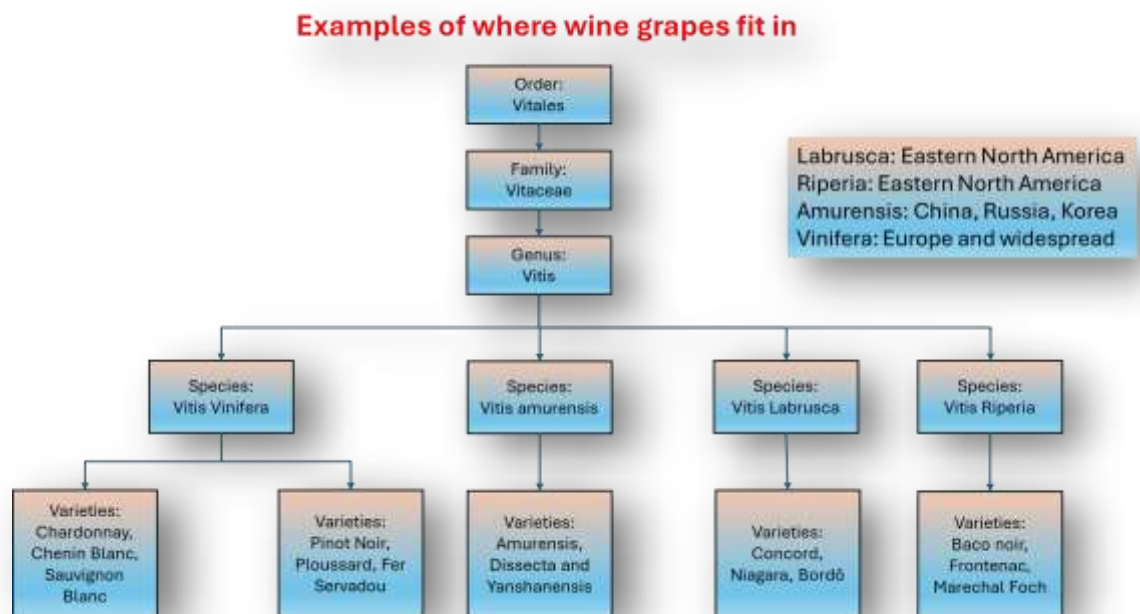 Examples of where wine grapes fit in
Order:
Vitales
Family:
Vitaceae
Genus:
Vitis
Labrusca: Eastern North America
Riperia: Eastern North America
Amurensis: China, Russia, Korea
Vinifera: Europe and widespread
Species:
Vitis Vinifera
Species:
Vitis amurensis
Species:
Vitis Labrusca
Species:
Vitis Riperia
Varieties:
Chardonnay,
Chenin Blanc,
Sauvignon
Blanc
Varieties:
Pinot Noir,
Ploussard, Fer
Servadou
Varieties:
Amurensis,
Dissecta and
Yanshanensis
Varieties:
Concord,
Niagara, Bordô
Varieties:
Baco noir,
Frontenac,
Marechal Foch